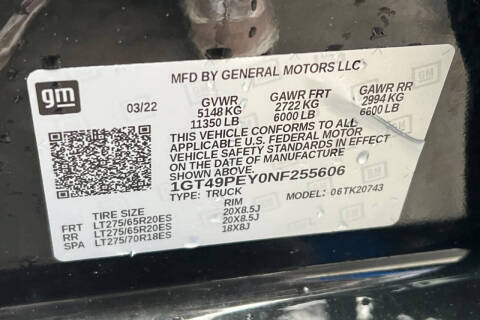 MFD BY GENERAL MOTORS LLC
gm
03/22
GVWR GAWR FRT GAWR RR
5148 KG 2722 KG 2994 KG
11350 LB 6000 LB 6600 LB
THIS VEHICLE CONFORMS TO ALL
APPLICABLE U.S. FEDERAL MOTOR
VEHICLE SAFETY STANDARDS IN EFFECT
ON THE DATE OF MANUFACTURE
SHOWN ABOVE.
1GT49PEY0NF255606
TYPE: TRUCK MODEL: 06TK20743
TIRE SIZE RIM
FRT LT275/65R20ES 20X8.5J
RR LT275/65R20ES 20X8.5J
SPA LT275/70R18ES 18X8J